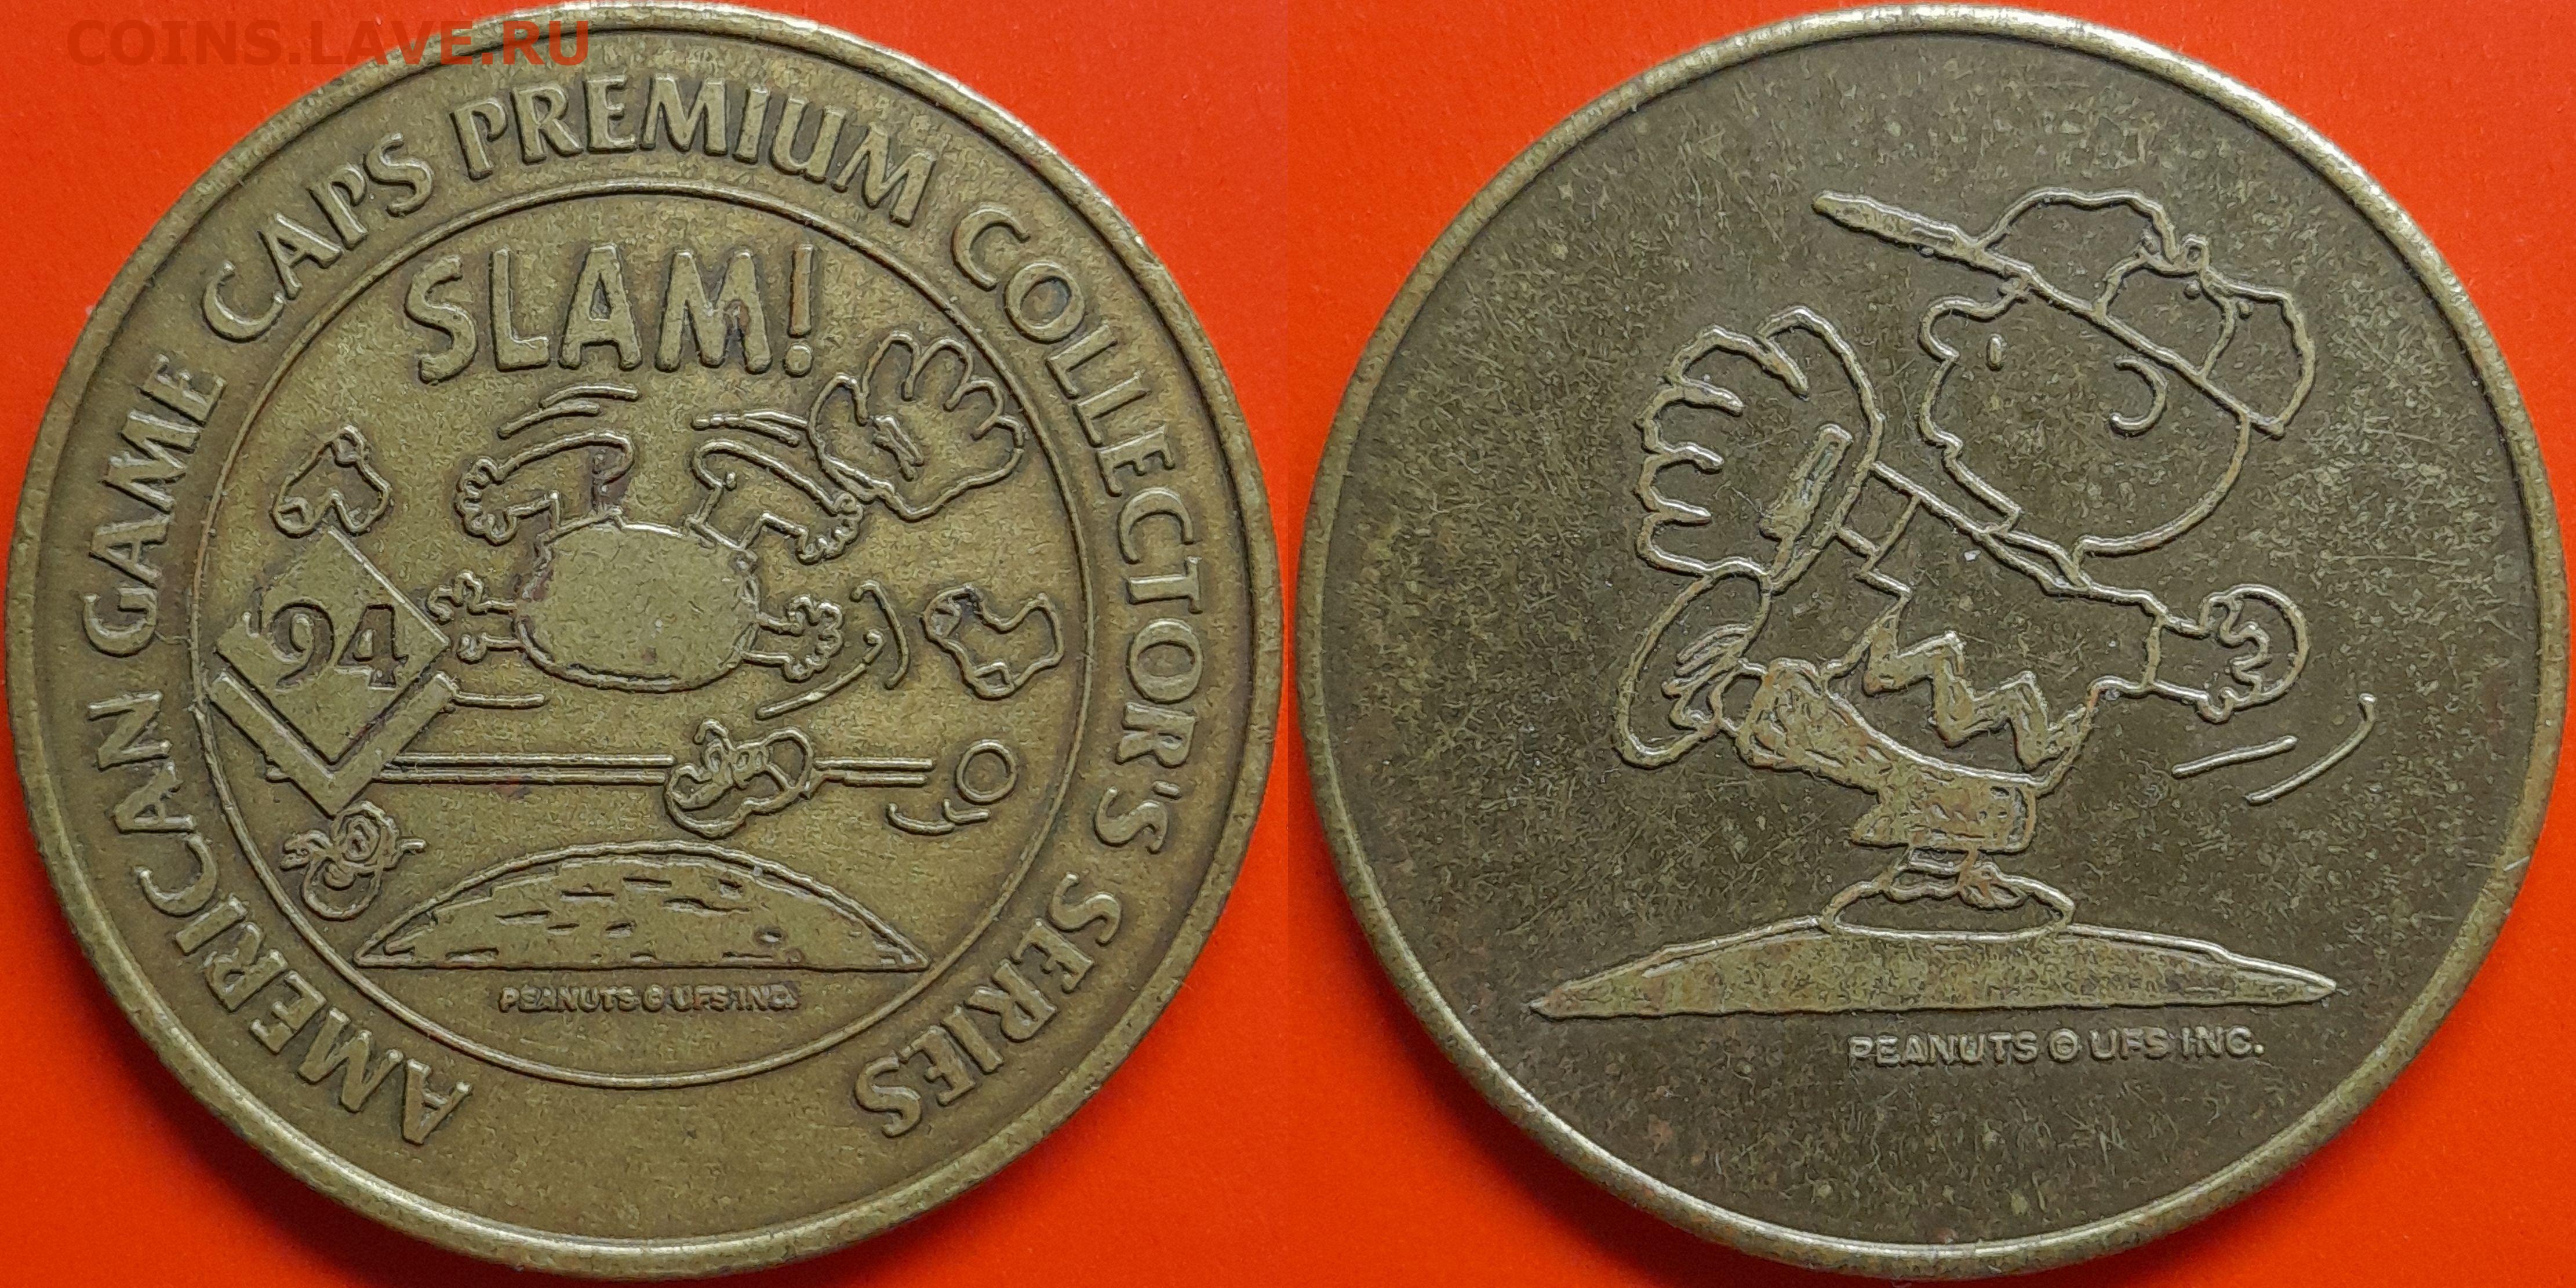 COINS.LAVE.RU
AMERICAN GAME CAPS PREMIUM COLLECTOR'S SERIES
SLAM!
'94
PEANUTS © UFS INC.
PEANUTS © UFS INC.